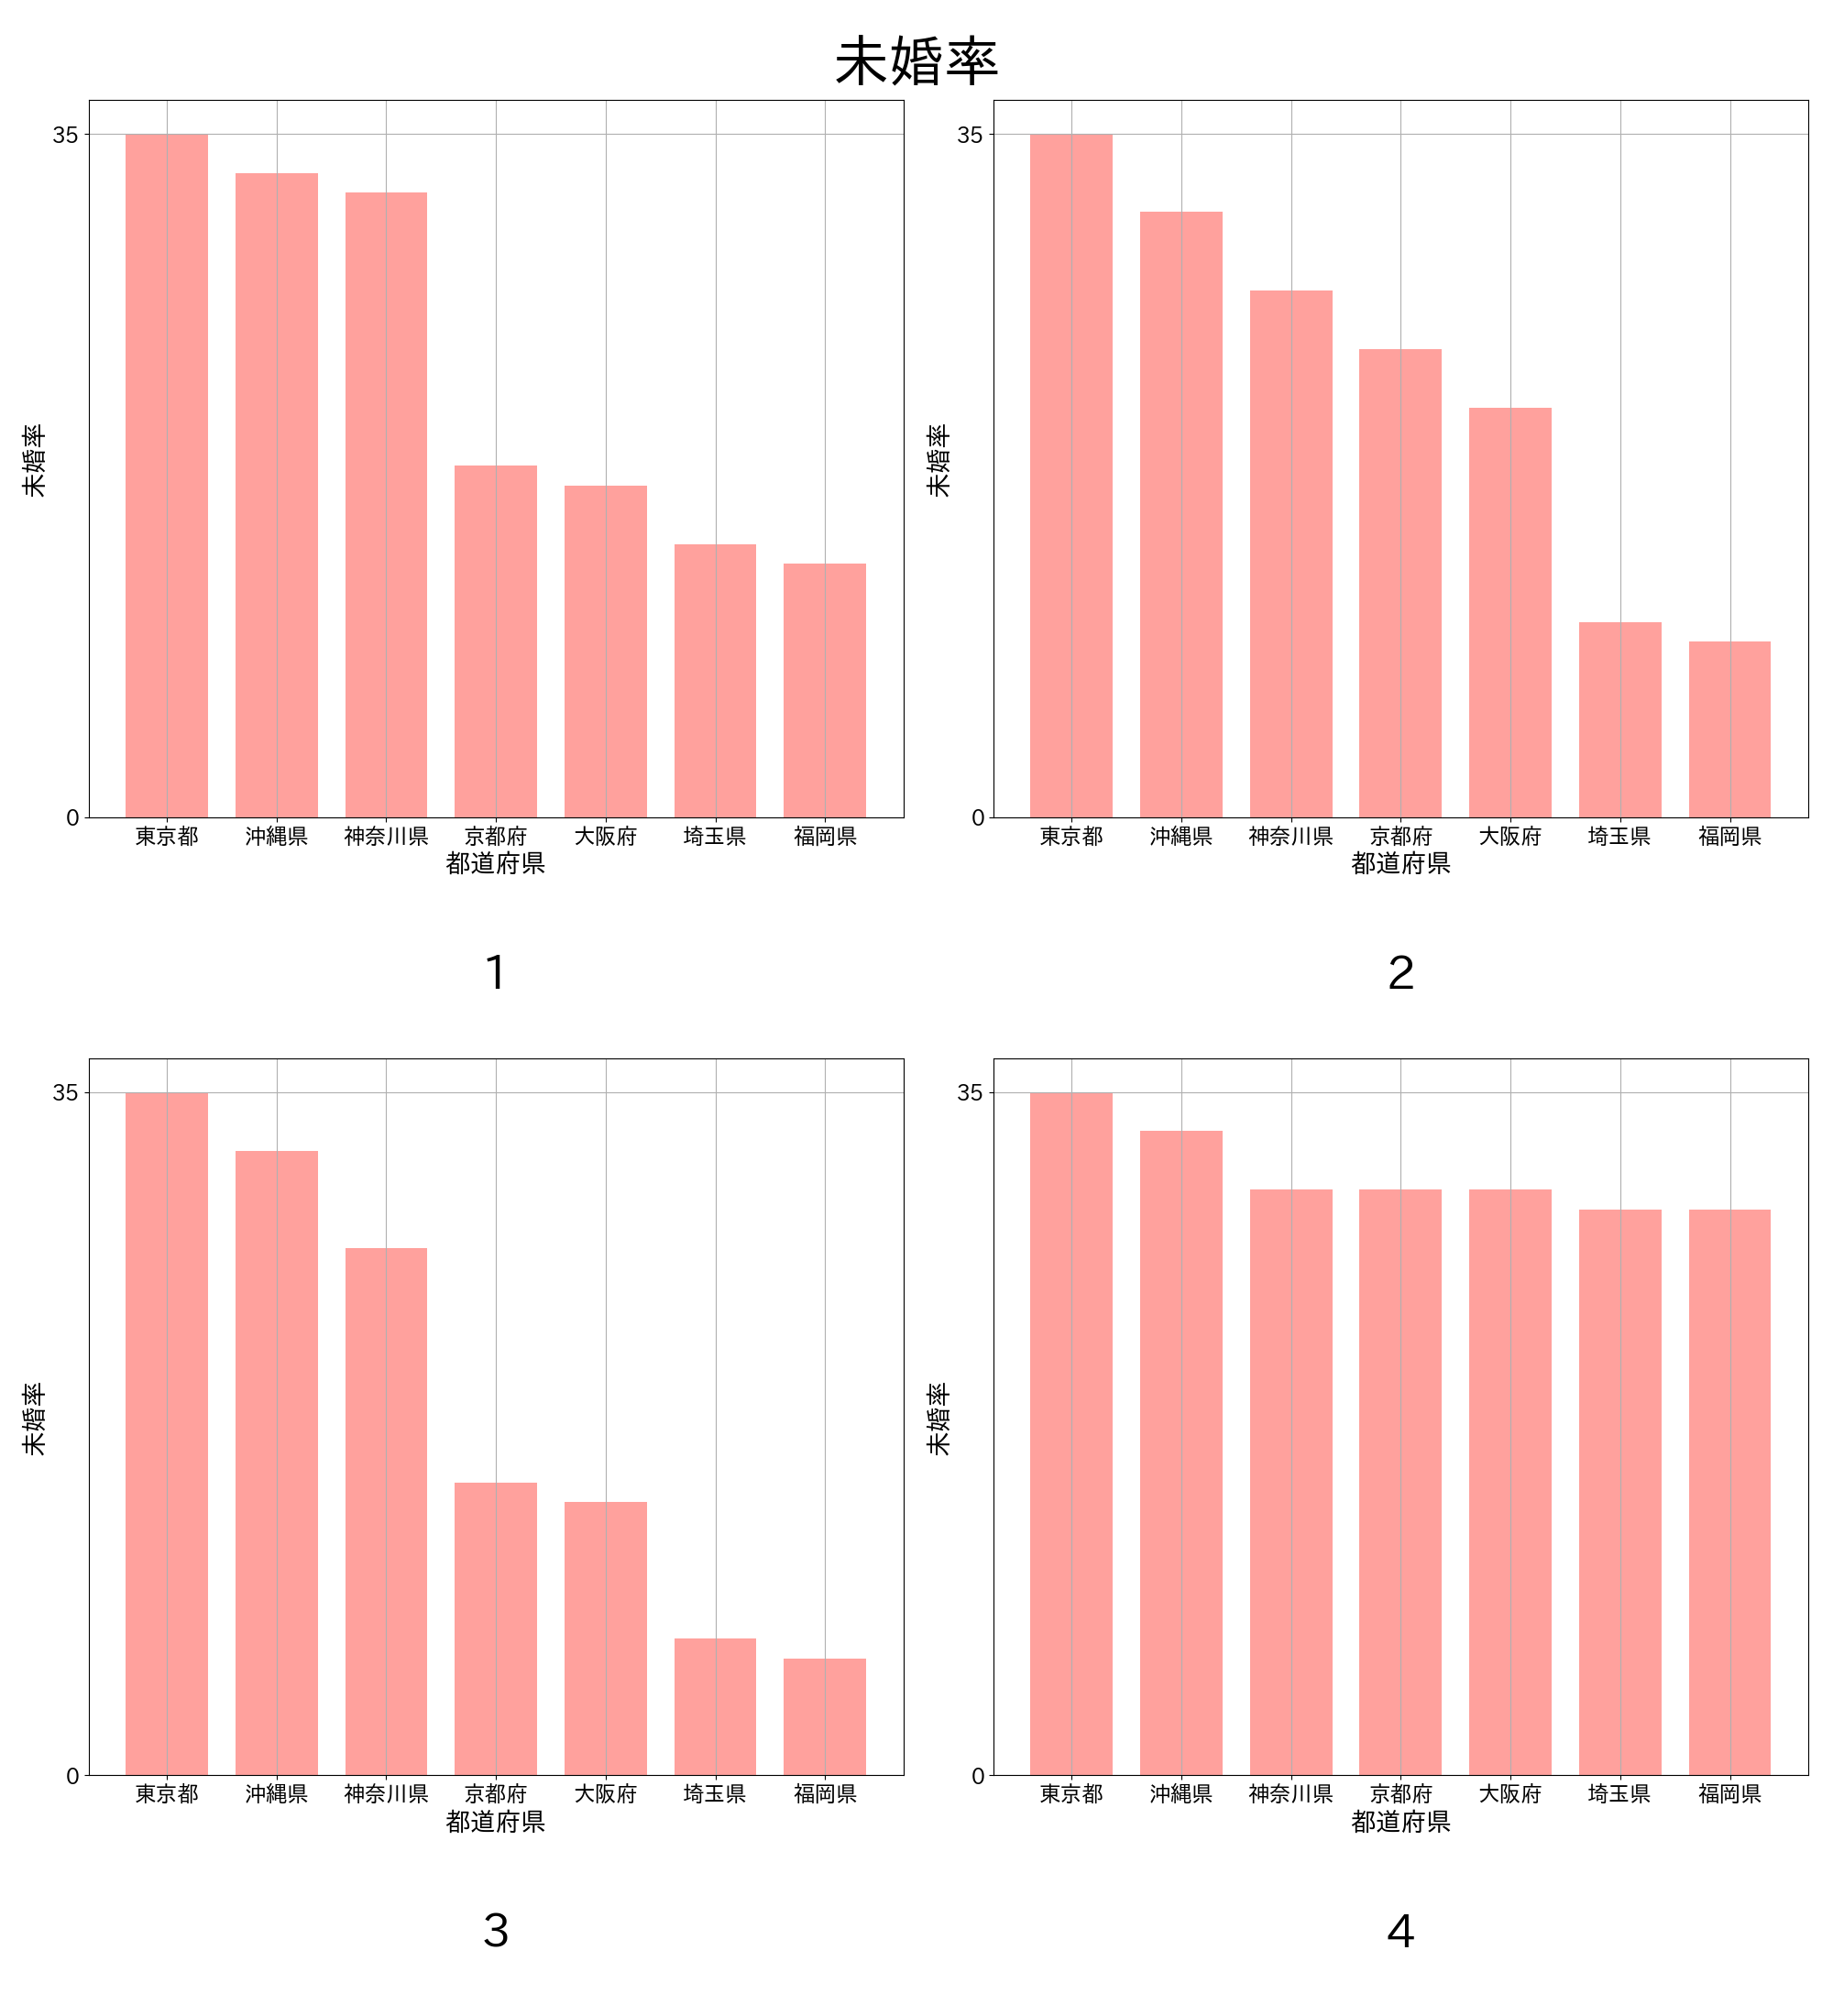 未婚率
35
0
未婚率
東京都 沖縄県 神奈川県 京都府 大阪府 埼玉県 福岡県
都道府県
1
35
0
未婚率
東京都 沖縄県 神奈川県 京都府 大阪府 埼玉県 福岡県
都道府県
2
35
0
未婚率
東京都 沖縄県 神奈川県 京都府 大阪府 埼玉県 福岡県
都道府県
3
35
0
未婚率
東京都 沖縄県 神奈川県 京都府 大阪府 埼玉県 福岡県
都道府県
4